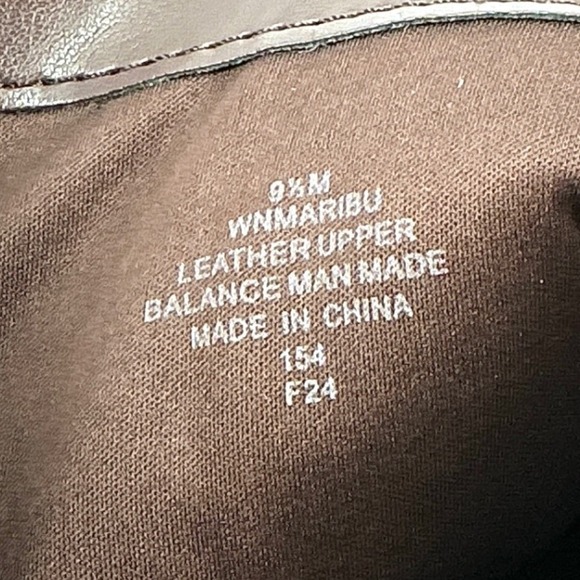 9½M
WNMARIBU
LEATHER UPPER
BALANCE MAN MADE
MADE IN CHINA
154
F24